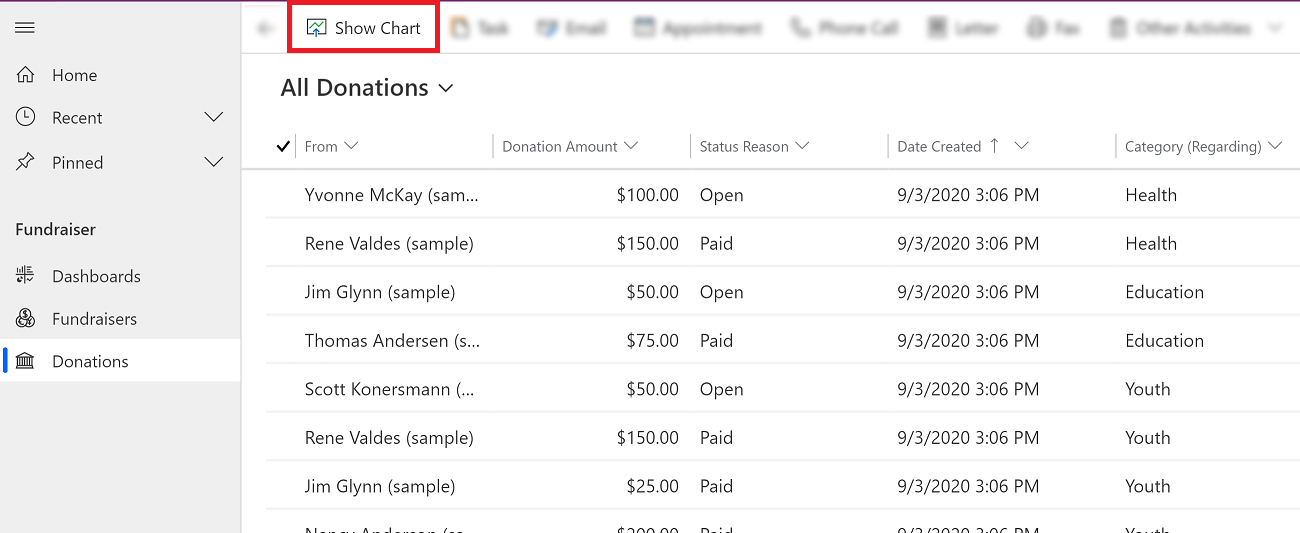 Show Chart Task Email Appointment Phone Call Letter Fax Other Activities
Home
Recent
Pinned
Fundraiser
Dashboards
Fundraisers
Donations
All Donations
From Donation Amount Status Reason Date Created Category (Regarding)
Yvonne McKay (sam... $100.00 Open 9/3/2020 3:06 PM Health
Rene Valdes (sample) $150.00 Paid 9/3/2020 3:06 PM Health
Jim Glynn (sample) $50.00 Open 9/3/2020 3:06 PM Education
Thomas Andersen (s... $75.00 Paid 9/3/2020 3:06 PM Education
Scott Konersmann (... $50.00 Open 9/3/2020 3:06 PM Youth
Rene Valdes (sample) $150.00 Paid 9/3/2020 3:06 PM Youth
Jim Glynn (sample) $25.00 Paid 9/3/2020 3:06 PM Youth